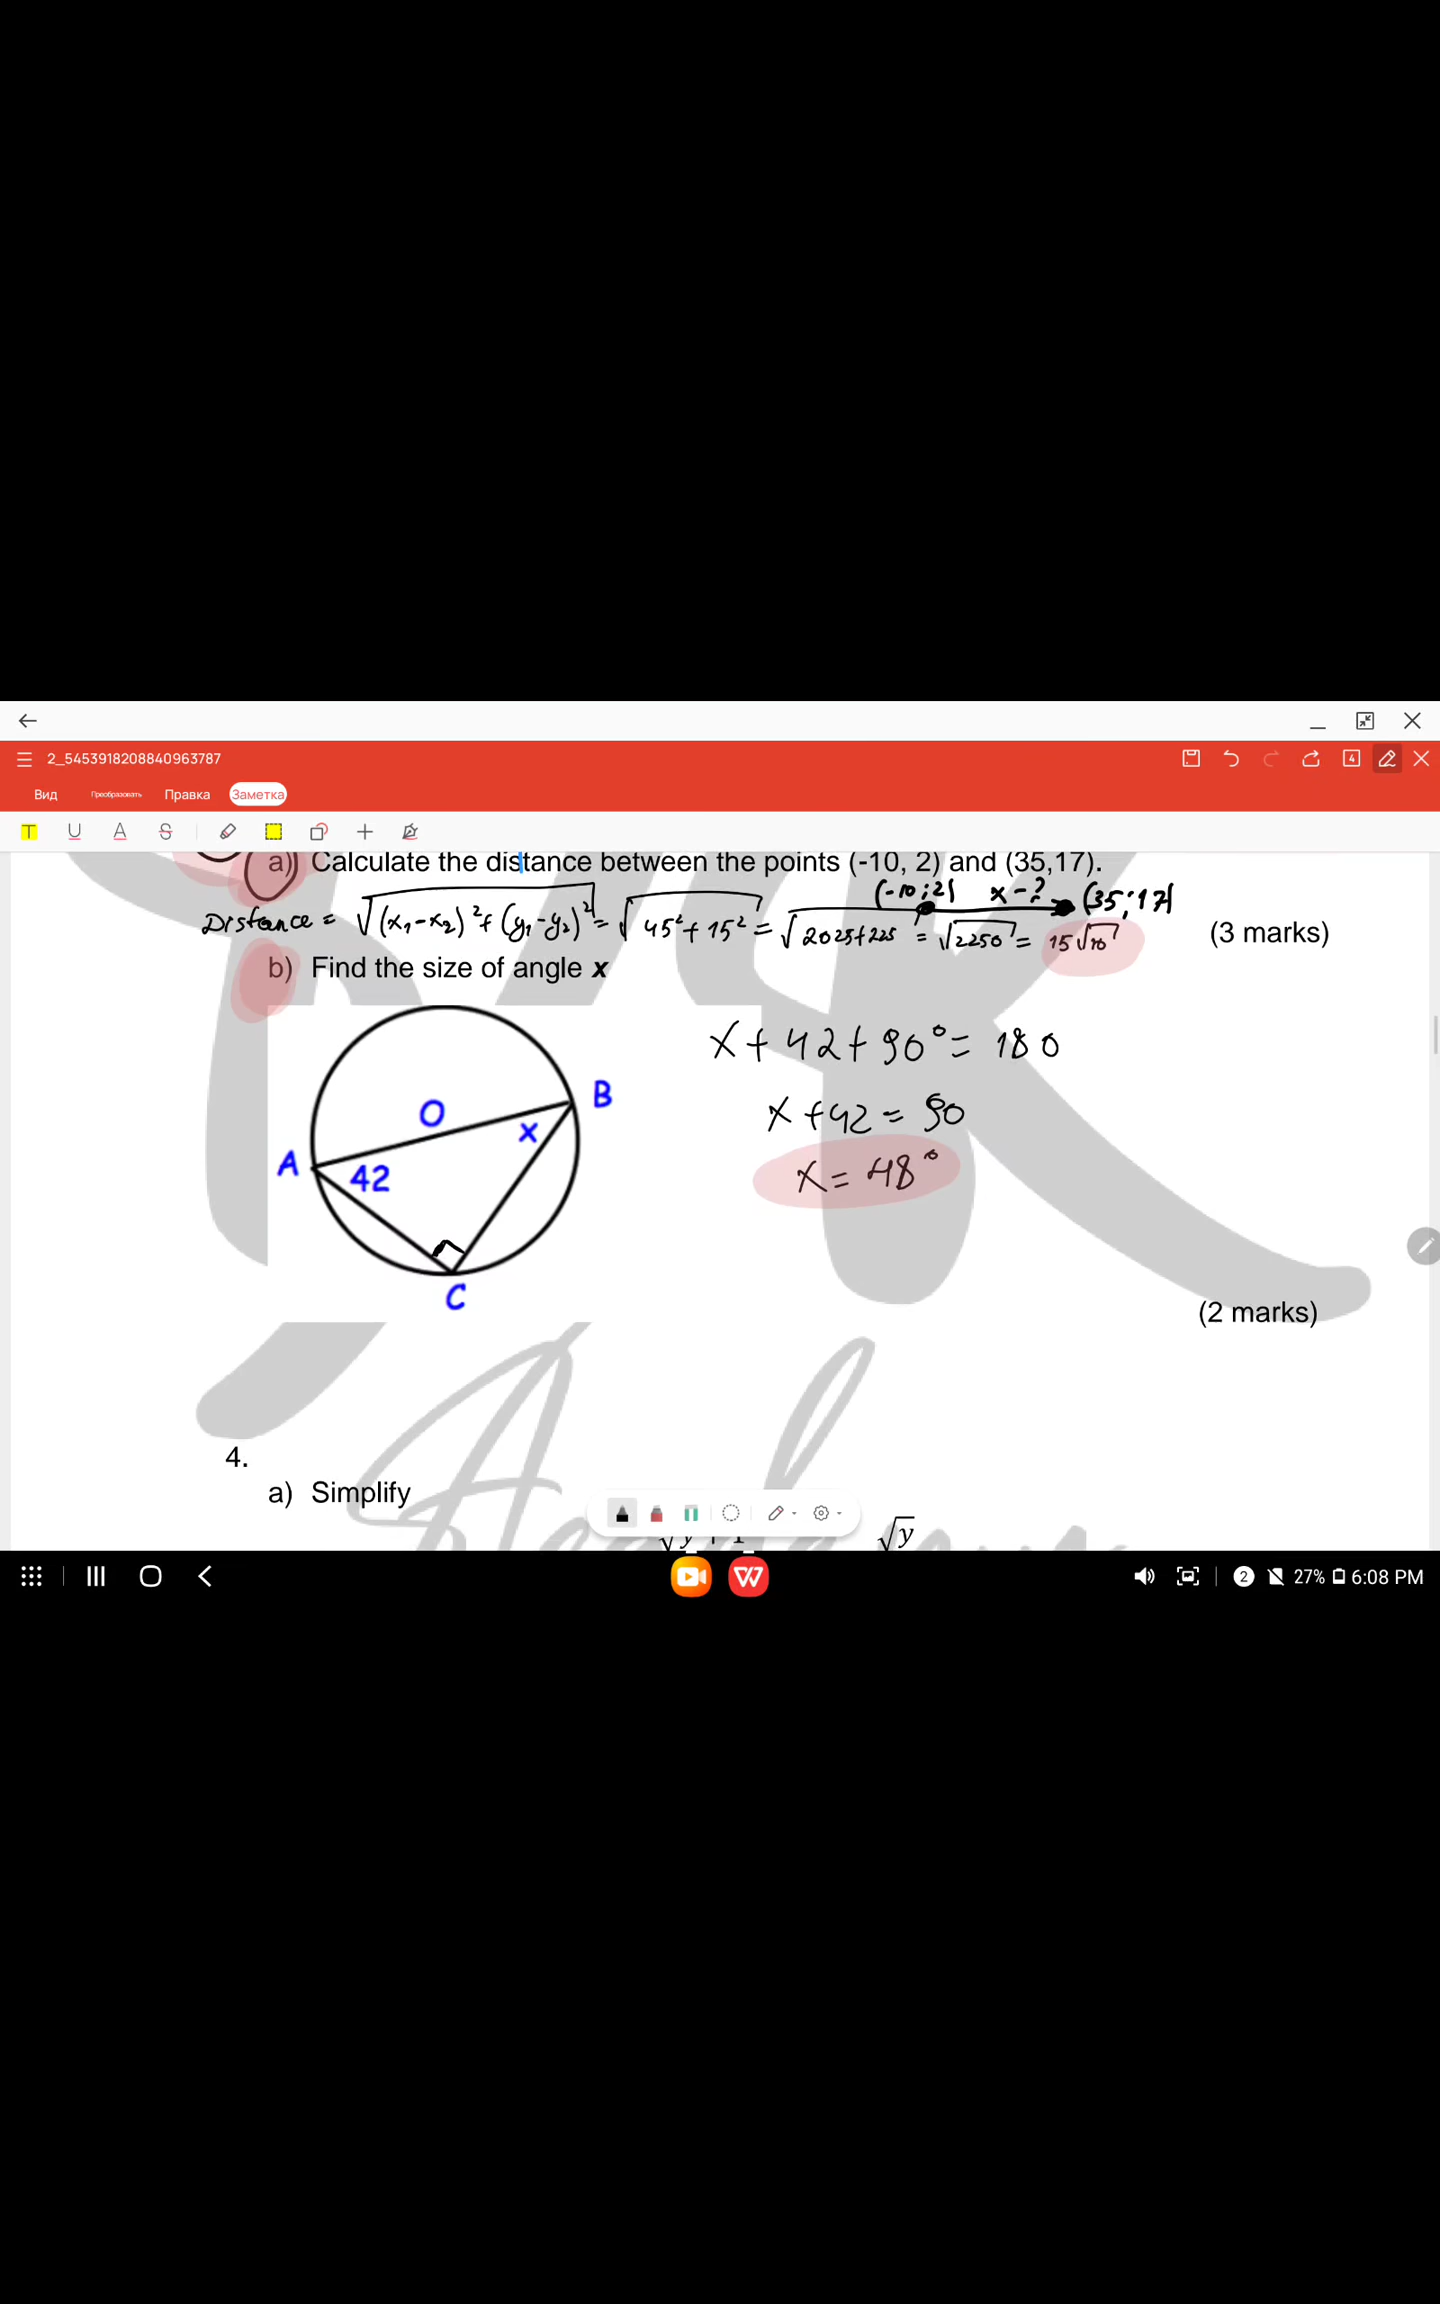 2_5453918208840963787
4
Вид Преобразовать Правка Заметка
T U A S
a) Calculate the distance between the points (-10, 2) and (35,17).
(-10;2) x-? (35;17)
Distance = √(x₁-x₂)²+(y₁-y₂)² = √45²+15² = √2025+225 = √2250 = 15√10
(3 marks)
b) Find the size of angle x
x+42+90°=180
B
O
x+42=90
x
A
42
x=48°
C
(2 marks)
4.
a) Simplify
√y
2 27% 6:08 PM